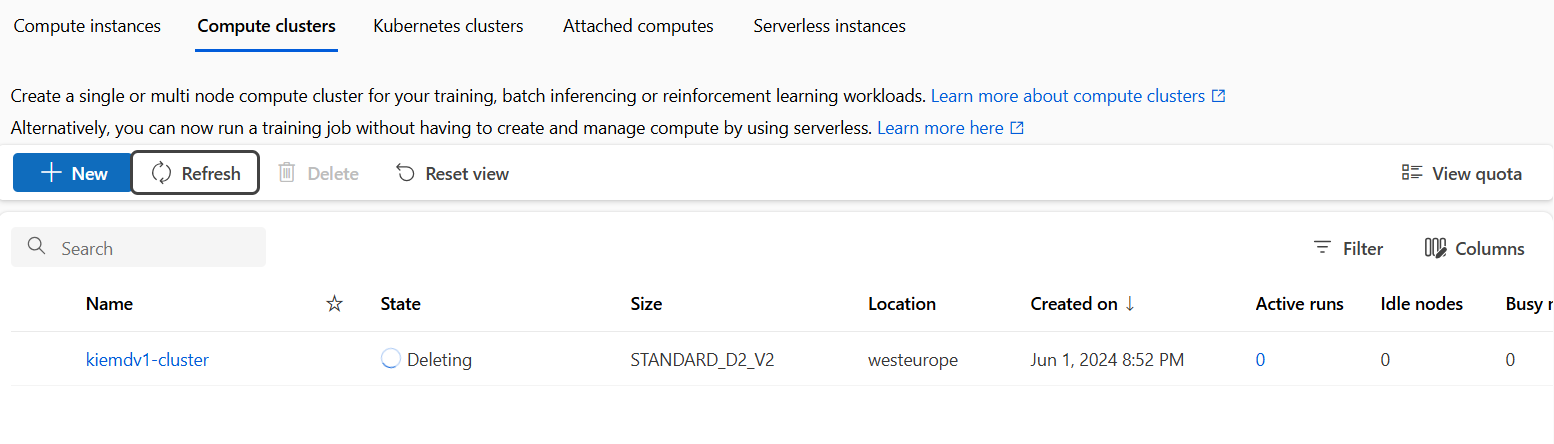 Compute instances Compute clusters Kubernetes clusters Attached computes Serverless instances
Create a single or multi node compute cluster for your training, batch inferencing or reinforcement learning workloads. Learn more about compute clusters
Alternatively, you can now run a training job without having to create and manage compute by using serverless. Learn more here
New Refresh Delete Reset view View quota
Search Filter Columns
Name State Size Location Created on ↓ Active runs Idle nodes Busy
kiemdv1-cluster Deleting STANDARD_D2_V2 westeurope Jun 1, 2024 8:52 PM 0 0 0